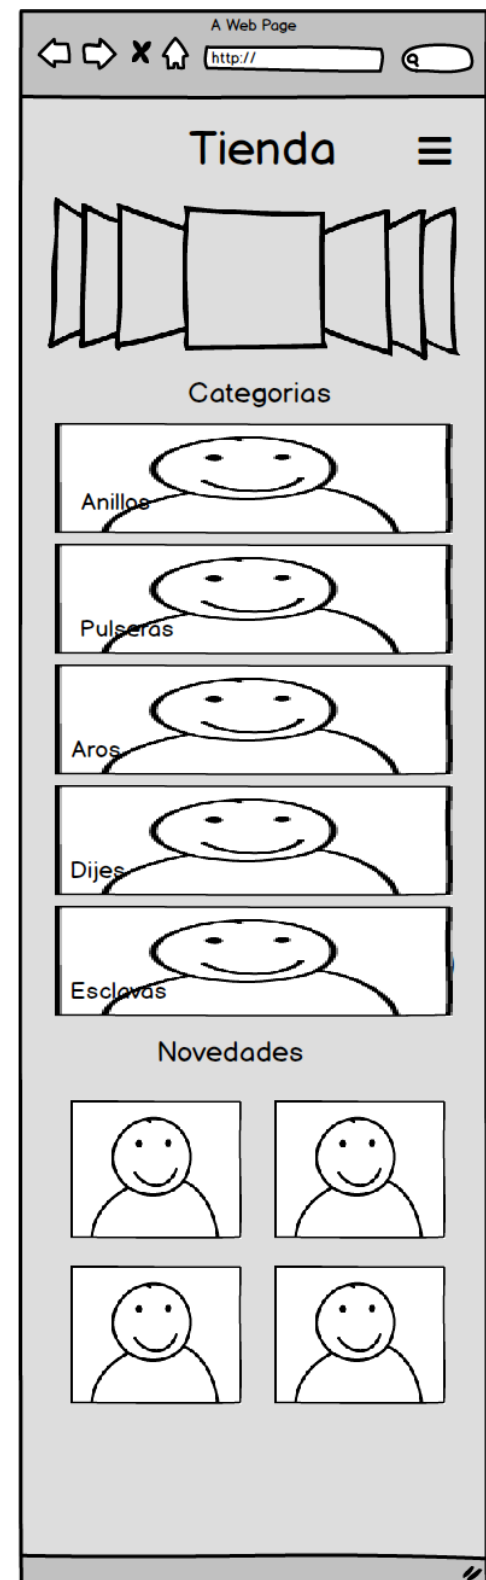 A Web Page
http://
Tienda
Categorias
Anillos
Pulseras
Aros
Dijes
Esclavas
Novedades